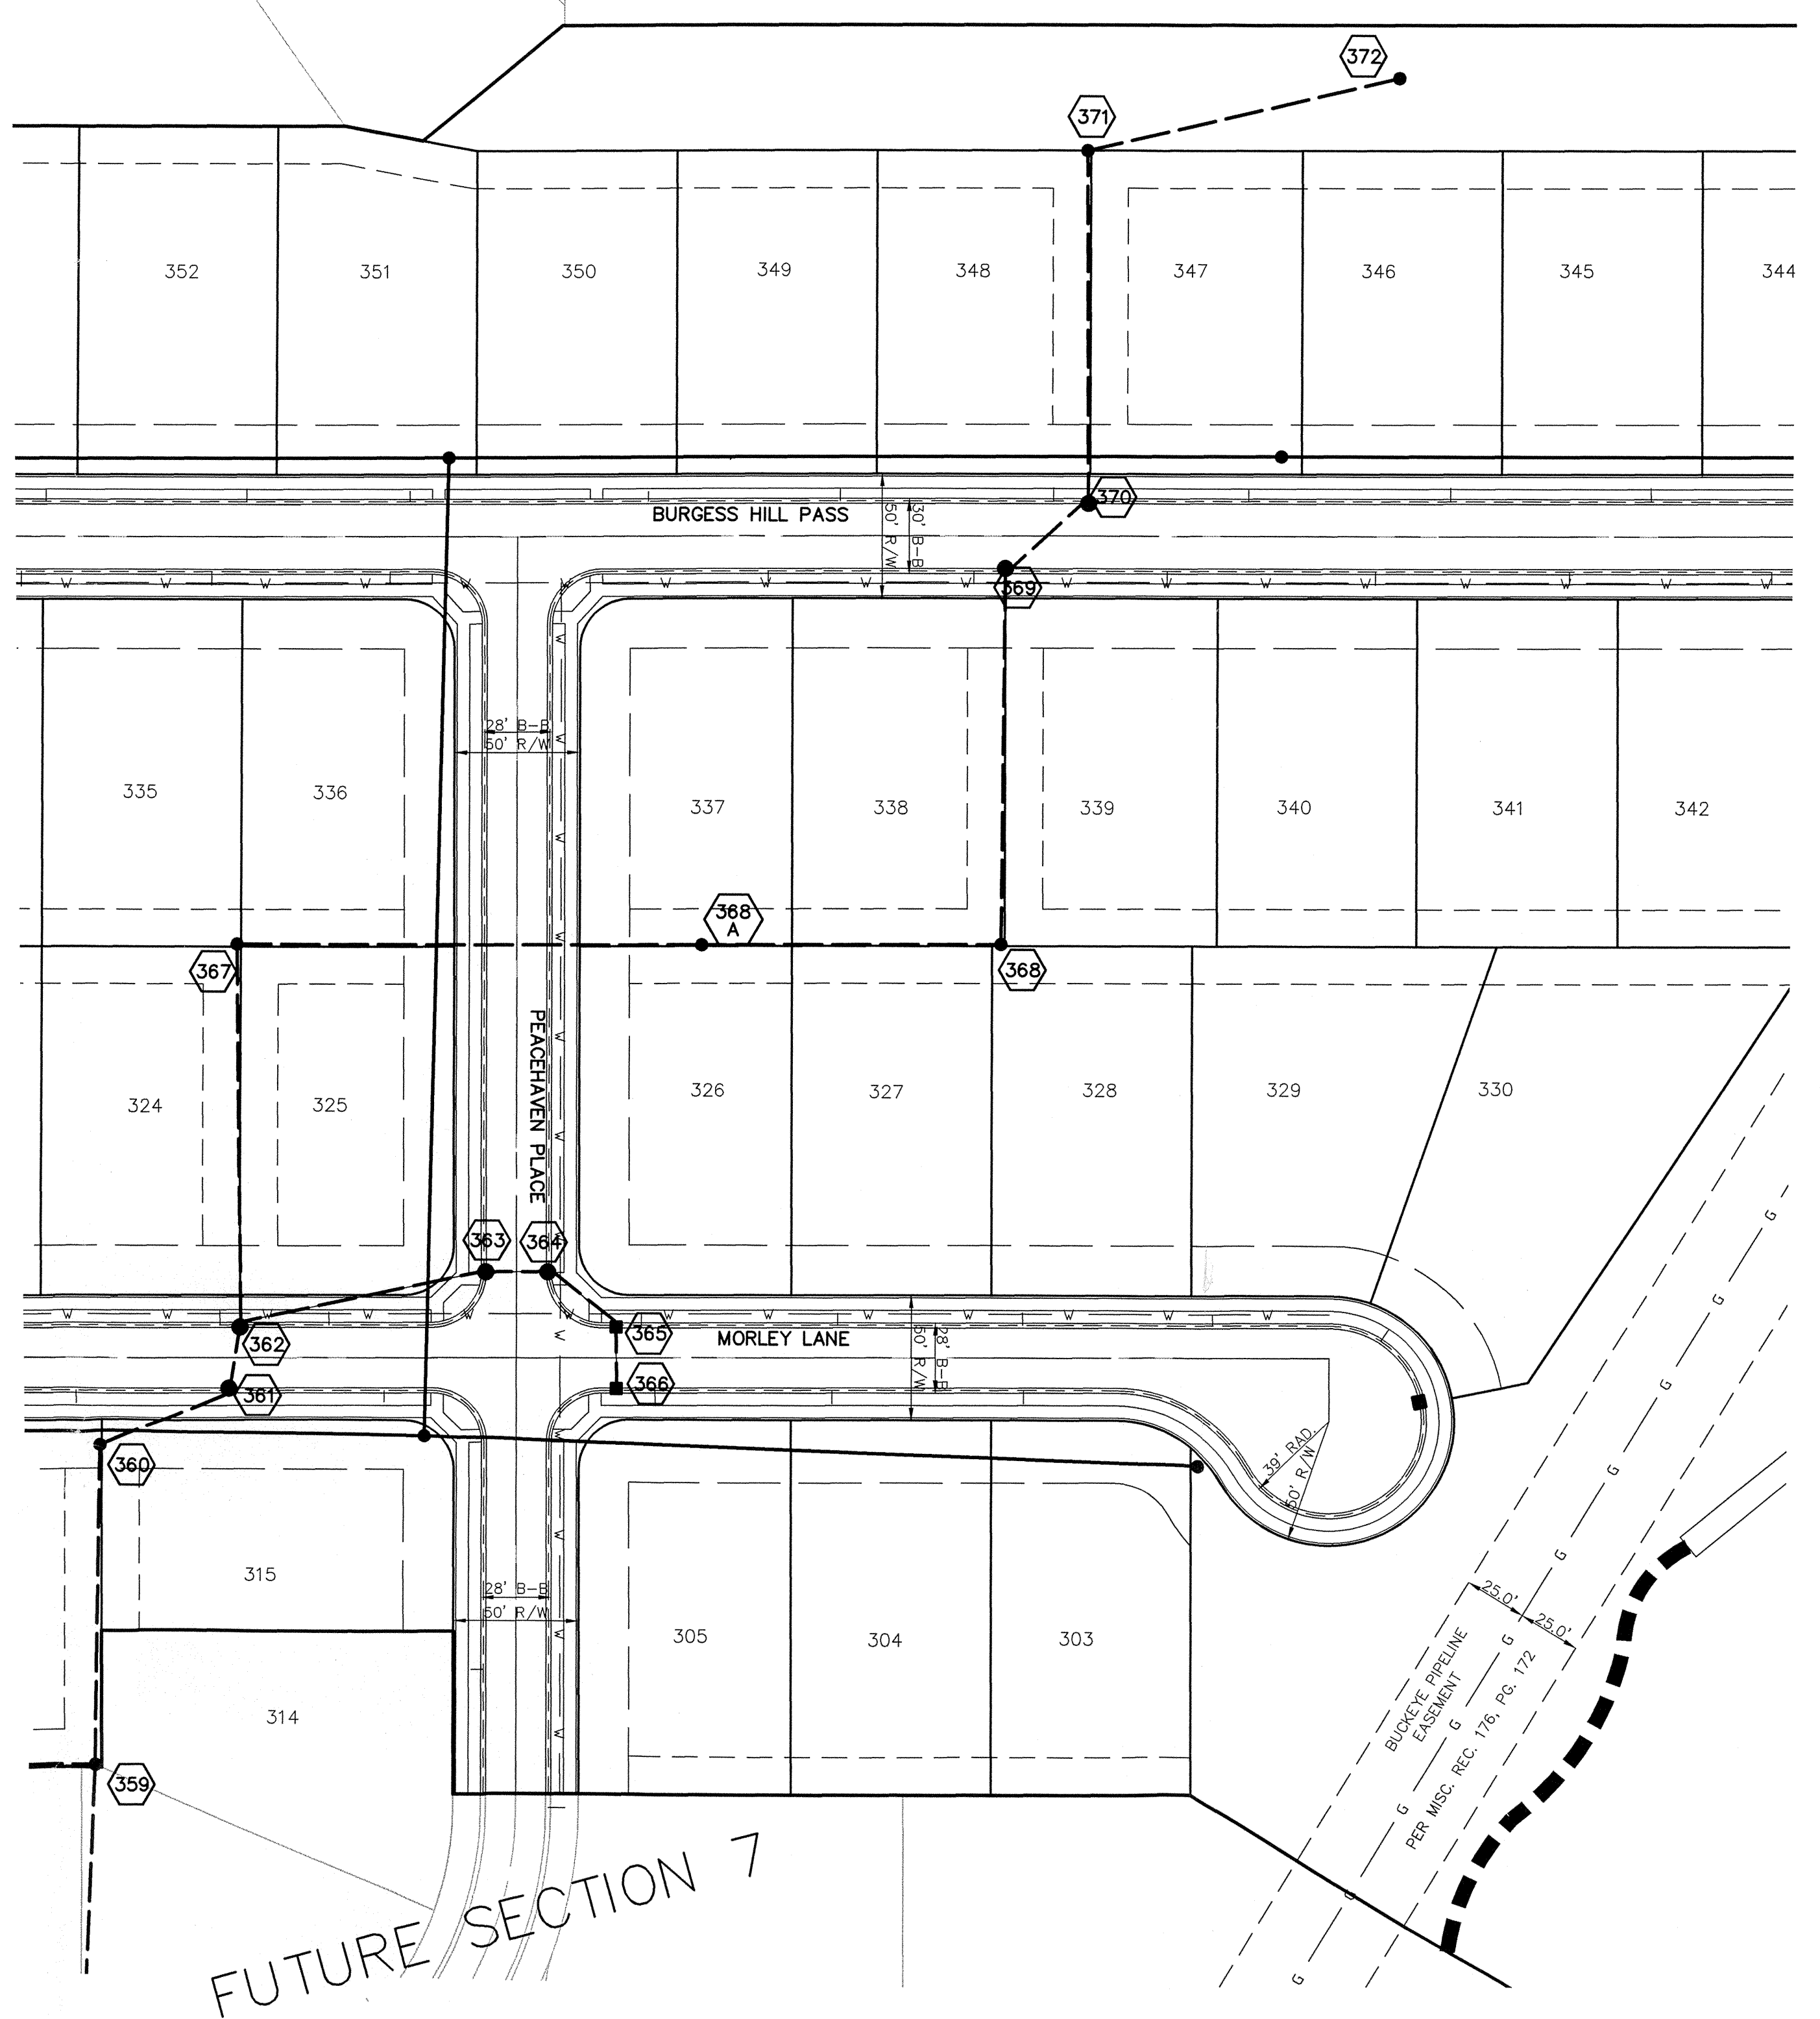 372
371
352
351
350
349
348
347
346
345
344
370
BURGESS HILL PASS
50' R/W
30' B-B
W W W W W W W W W W W W W W W W
369
28' B-B
50' R/W
335
336
337
338
339
340
341
342
368
A
367
368
PEACEHAVEN PLACE
324
325
326
327
328
329
330
363
364
362
365
MORLEY LANE
50' R/W
28' B-B
361
366
360
39' RAD.
50' R/W
315
28' B-B
50' R/W
305
304
303
25.0'
25.0'
BUCKEYE PIPELINE
EASEMENT
PER MISC. REC. 176, PG. 172
G G G G G G G G G G
314
359
FUTURE SECTION 7